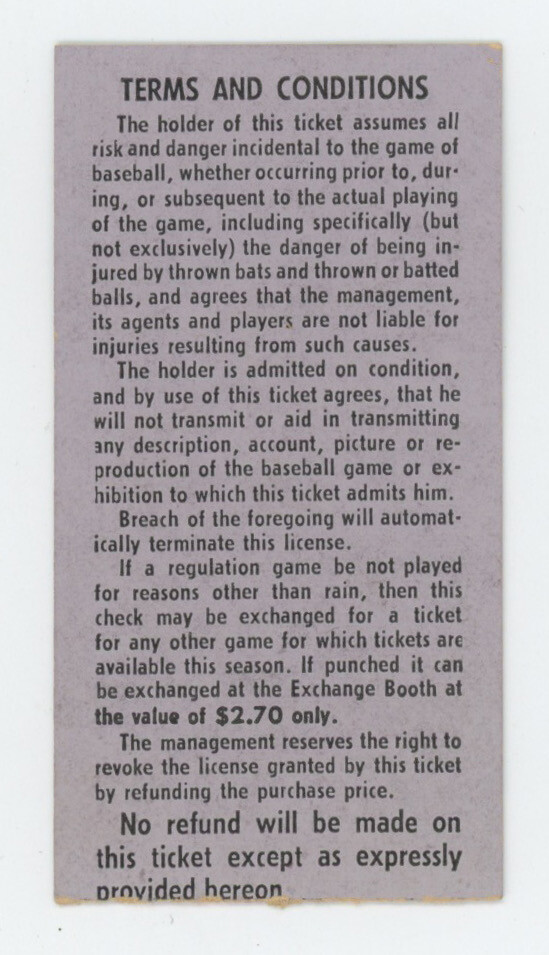 TERMS AND CONDITIONS
The holder of this ticket assumes all
risk and danger incidental to the game of
baseball, whether occurring prior to, dur-
ing, or subsequent to the actual playing
of the game, including specifically (but
not exclusively) the danger of being in-
jured by thrown bats and thrown or batted
balls, and agrees that the management,
its agents and players are not liable for
injuries resulting from such causes.
The holder is admitted on condition,
and by use of this ticket agrees, that he
will not transmit or aid in transmitting
any description, account, picture or re-
production of the baseball game or ex-
hibition to which this ticket admits him.
Breach of the foregoing will automat-
ically terminate this license.
If a regulation game be not played
for reasons other than rain, then this
check may be exchanged for a ticket
for any other game for which tickets are
available this season. If punched it can
be exchanged at the Exchange Booth at
the value of $2.70 only.
The management reserves the right to
revoke the license granted by this ticket
by refunding the purchase price.
No refund will be made on
this ticket except as expressly
provided hereon